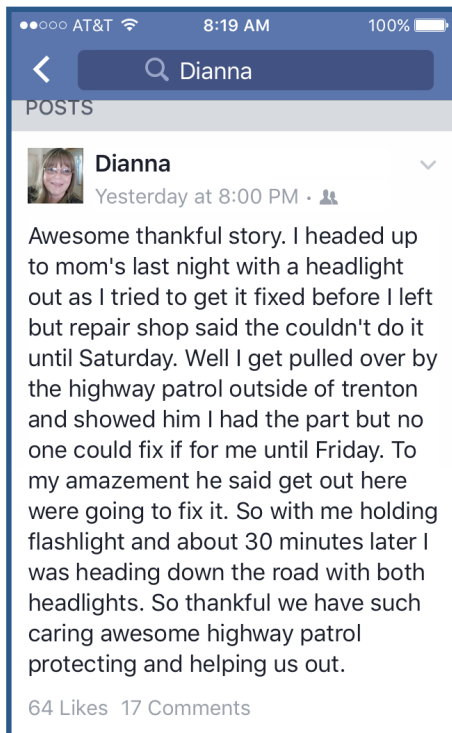 AT&T 8:19 AM 100%
Dianna
POSTS
Dianna
Yesterday at 8:00 PM ·
Awesome thankful story. I headed up
to mom's last night with a headlight
out as I tried to get it fixed before I left
but repair shop said the couldn't do it
until Saturday. Well I get pulled over by
the highway patrol outside of trenton
and showed him I had the part but no
one could fix if for me until Friday. To
my amazement he said get out here
were going to fix it. So with me holding
flashlight and about 30 minutes later I
was heading down the road with both
headlights. So thankful we have such
caring awesome highway patrol
protecting and helping us out.
64 Likes 17 Comments